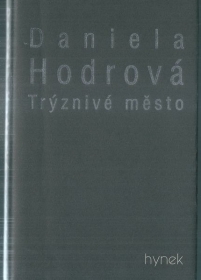 Daniela
Hodrová
Trýznivé město
hynek